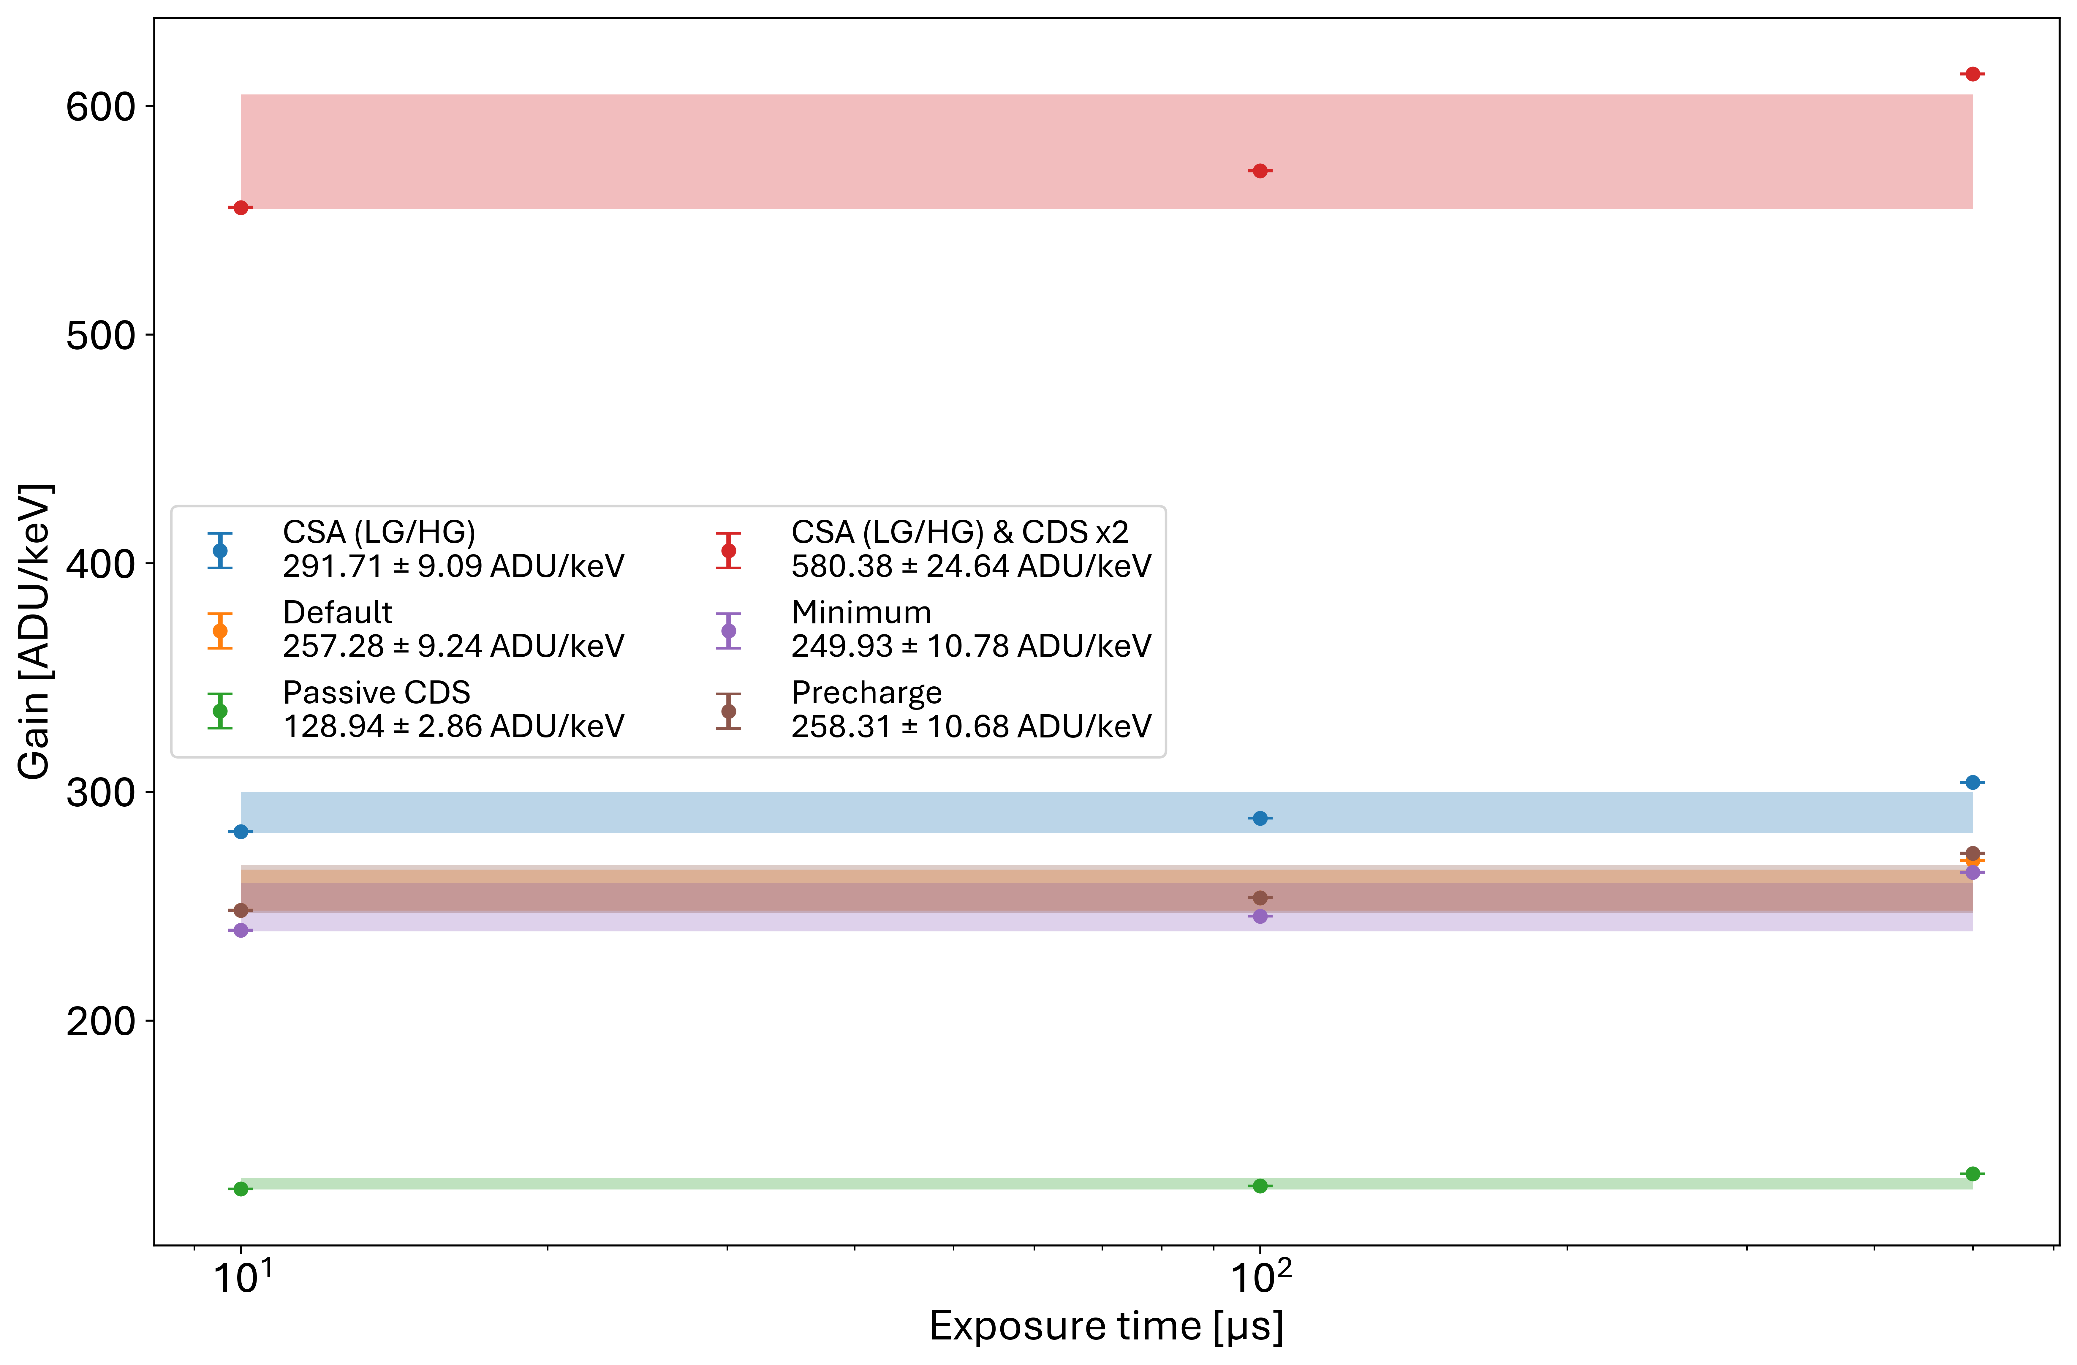 600
500
400
300
200
Gain [ADU/keV]
CSA (LG/HG)
291.71 ± 9.09 ADU/keV
Default
257.28 ± 9.24 ADU/keV
Passive CDS
128.94 ± 2.86 ADU/keV
CSA (LG/HG) & CDS x2
580.38 ± 24.64 ADU/keV
Minimum
249.93 ± 10.78 ADU/keV
Precharge
258.31 ± 10.68 ADU/keV
10¹ 10²
Exposure time [µs]